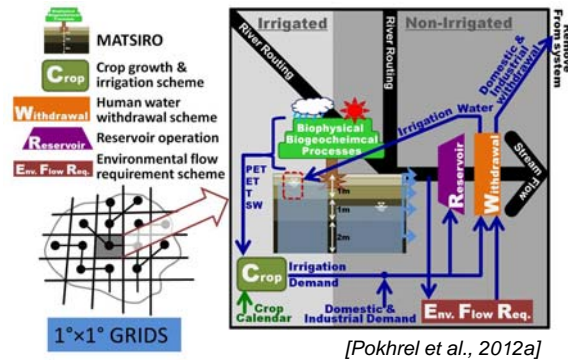 MATSIRO
Crop
Crop growth &
irrigation scheme
Withdrawal
Human water
withdrawal scheme
Reservoir
Reservoir operation
Env. Flow Req.
Environmental flow
requirement scheme
1°×1° GRIDS
Irrigated
Non-Irrigated
River Routing
River Routing
Remove
From system
Domestic &
Industrial
withdrawal
Biophysical
Biogeocheimcal
Processes
Irrigation Water
PET
ET
T
SW
1m
1m
2m
Reservoir
Withdrawal
Stream
Flow
Crop
Irrigation
Demand
Crop
Calendar
Domestic &
Industrial Demand
Env. Flow Req.
[Pokhrel et al., 2012a]